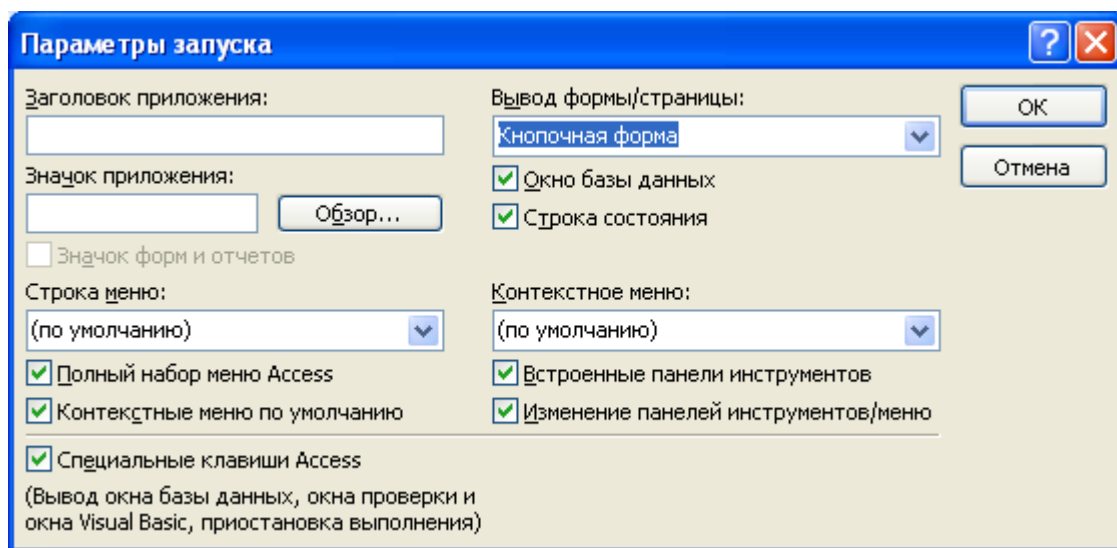 Параметры запуска
Заголовок приложения:
Вывод формы/страницы:
ОК
Кнопочная форма
Отмена
Значок приложения:
Окно базы данных
Обзор...
Строка состояния
Значок форм и отчетов
Строка меню:
Контекстное меню:
(по умолчанию)
(по умолчанию)
Полный набор меню Access
Встроенные панели инструментов
Контекстные меню по умолчанию
Изменение панелей инструментов/меню
Специальные клавиши Access
(Вывод окна базы данных, окна проверки и
окна Visual Basic, приостановка выполнения)